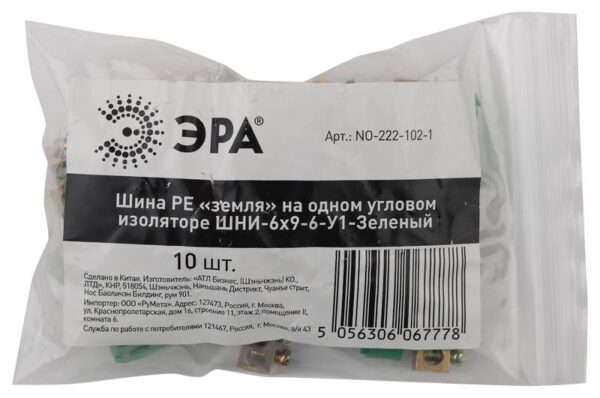 ЭРА®
Арт.: NO-222-102-1
Шина PE «земля» на одном угловом
изоляторе ШНИ-6х9-6-У1-Зеленый
10 шт.
Сделано в Китае. Изготовитель: «АТЛ Бизнес, (Шэньчжэнь) КО.,
ЛТД», КНР, 518054, Шэньчжэнь, Наньшань Дистрикт, Чуанъе стрит,
Нос Баоличэн Билдинг, рум 901.
Импортер: ООО «РуМета». Адрес: 127473, Россия, г. Москва,
ул. Краснопролетарская, дом 16, строение 11, этаж 2, помещение II,
комната 6.
Служба по работе с потребителями 121467, Россия, г. Москва, а/я 43
5 056306 067778